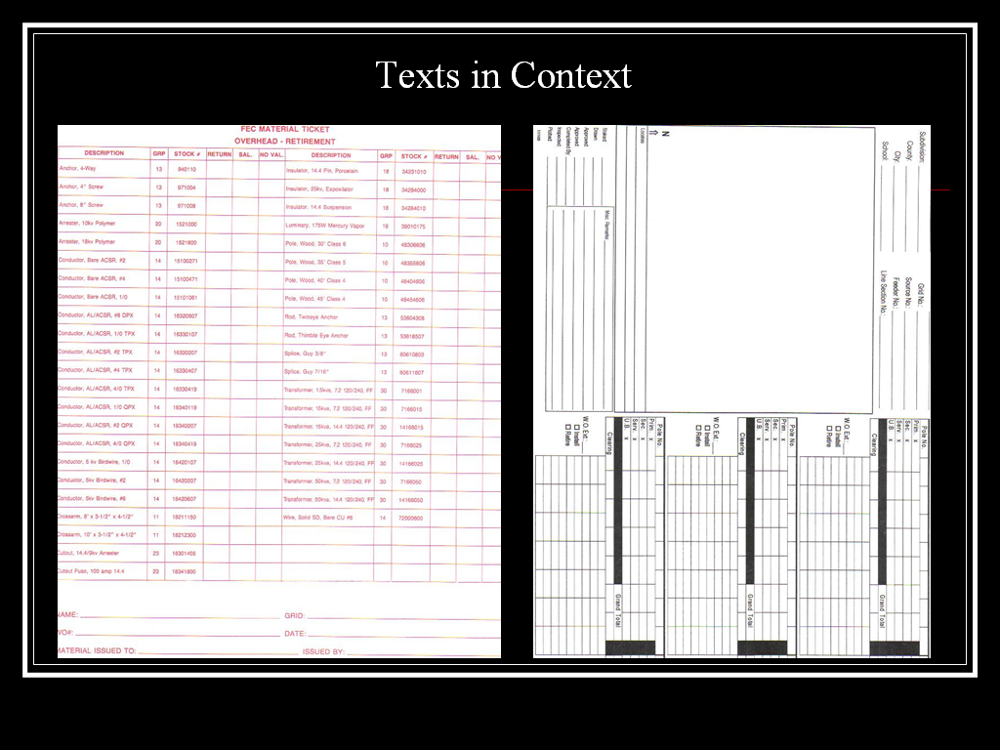 Texts in Context
FEC MATERIAL TICKET
OVERHEAD - RETIREMENT
DESCRIPTION GRP STOCK # RETURN SAL. NO VAL. DESCRIPTION GRP STOCK # RETURN SAL. NO V
Anchor, 4-Way 13 940110 Insulator, 14.4 Pin, Porcelain 18 34231010
Anchor, 4" Screw 13 971004 Insulator, 25kv, Expoxilator 18 34284000
Anchor, 8" Screw 13 971008 Insulator, 14.4 Suspension 18 34284010
Arrester, 10kv Polymer 20 1521000 Luminary, 175W Mercury Vapor 19 39010175
Arrester, 18kv Polymer 20 1521800 Pole, Wood, 30' Class 6 10 48306606
Conductor, Bare ACSR, #2 14 15100271 Pole, Wood, 35' Class 5 10 48355606
Conductor, Bare ACSR, #4 14 15100471 Pole, Wood, 40' Class 4 10 48404606
Conductor, Bare ACSR, 1/0 14 15101061 Pole, Wood, 45' Class 4 10 48454606
Conductor, AL/ACSR, #6 DPX 14 16320607 Rod, Twineye Anchor 13 53604308
Conductor, AL/ACSR, 1/0 TPX 14 16330107 Rod, Thimble Eye Anchor 13 53618507
Conductor, AL/ACSR, #2 TPX 14 16330207 Splice, Guy 3/8" 13 60610603
Conductor, AL/ACSR, #4 TPX 14 16330407 Splice, Guy 7/16" 13 60611607
Conductor, AL/ACSR, 4/0 TPX 14 16330419 Transformer, 1.5kva, 7.2 120/240, FF 30 7166001
Conductor, AL/ACSR, 1/0 QPX 14 16340119 Transformer, 15kva, 7.2 120/240, FF 30 7166015
Conductor, AL/ACSR, #2 QPX 14 16340207 Transformer, 15kva, 14.4 120/240, FF 30 14166015
Conductor, AL/ACSR, 4/0 QPX 14 16340419 Transformer, 25kva, 7.2 120/240, FF 30 7166025
Conductor, 5 kv Birdwire, 1/0 14 16420107 Transformer, 25kva, 14.4 120/240, FF 30 14166025
Conductor, 5kv Birdwire, #2 14 16420207 Transformer, 50kva, 7.2 120/240, FF 30 7166050
Conductor, 5kv Birdwire, #6 14 16420607 Transformer, 50kva, 14.4 120/240, FF 30 14166050
Crossarm, 8' x 3-1/2" x 4-1/2" 11 18211150 Wire, Solid SD, Bare CU #6 14 72000600
Crossarm, 10' x 3-1/2" x 4-1/2" 11 18212300
Cutout, 14.4/9kv Arrester 23 18301408
Cutout Fuse, 100 amp 14.4 23 18341600
NAME: GRID:
WO#: DATE:
MATERIAL ISSUED TO: ISSUED BY:
Subdivision: Grid No.:
County: Source No.:
City: Feeder No.:
School: Line Section No.:
N
Location
Staked
Drawn
Approved
Approved
Completed By
Inspected
Plotted
Misc. Remarks
Pole No.
Prim. x
Sec. x
Serv. x
U.B. x
Clearing
Grand Total
W.O. Ext.:
Install
Retire
Pole No.
Prim. x
Sec. x
Serv. x
U.B. x
Clearing
Grand Total
W.O. Ext.:
Install
Retire
Pole No.
Prim. x
Sec. x
Serv. x
U.B. x
Clearing
Grand Total
W.O. Ext.:
Install
Retire